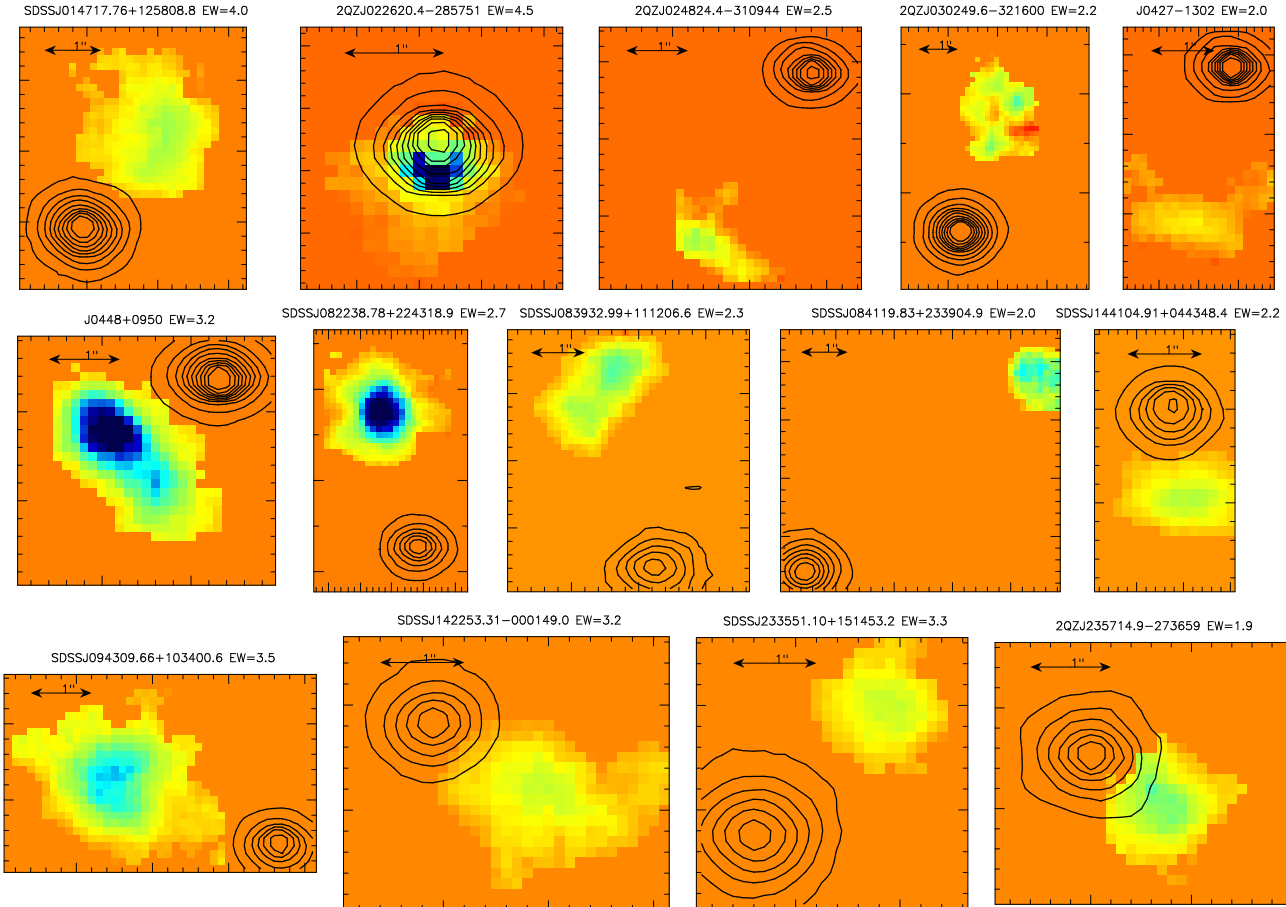 SDSSJ014717.76+125808.8 EW=4.0
2QZJ022620.4-285751 EW=4.5
2QZJ024824.4-310944 EW=2.5
2QZJ030249.6-321600 EW=2.2
J0427-1302 EW=2.0
1"
1"
1"
1"
1"
J0448+0950 EW=3.2
SDSSJ082238.78+224318.9 EW=2.7
SDSSJ083932.99+111206.6 EW=2.3
SDSSJ084119.83+233904.9 EW=2.0
SDSSJ144104.91+044348.4 EW=2.2
1"
1"
1"
1"
1"
SDSSJ094309.66+103400.6 EW=3.5
SDSSJ142253.31-000149.0 EW=3.2
SDSSJ233551.10+151453.2 EW=3.3
2QZJ235714.9-273659 EW=1.9
1"
1"
1"
1"